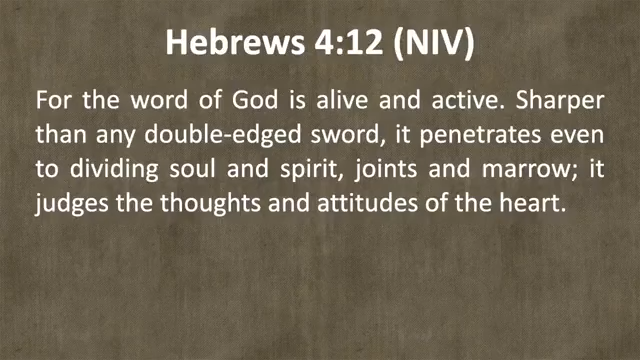 Hebrews 4:12 (NIV)
For the word of God is alive and active. Sharper
than any double-edged sword, it penetrates even
to dividing soul and spirit, joints and marrow; it
judges the thoughts and attitudes of the heart.